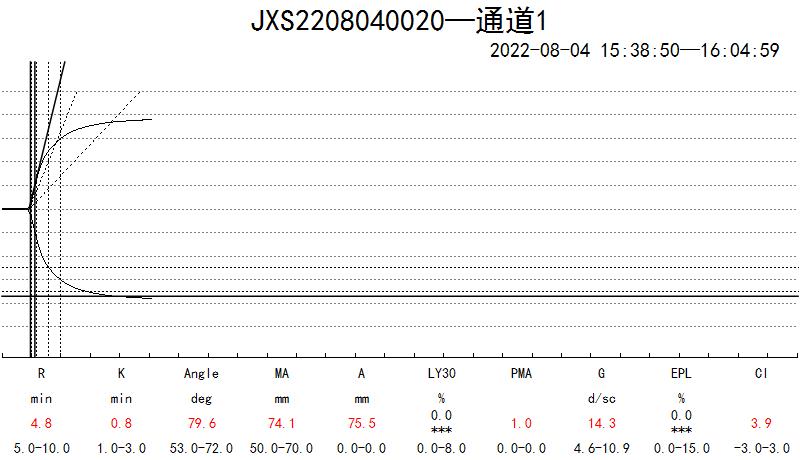 JXS2208040020—通道1
2022-08-04 15:38:50—16:04:59
R K Angle MA A LY30 PMA G EPL CI
min min deg mm mm % d/sc %
4.8 0.8 79.6 74.1 75.5 0.0 1.0 14.3 0.0 3.9
*** ***
5.0-10.0 1.0-3.0 53.0-72.0 50.0-70.0 0.0-0.0 0.0-8.0 0.0-0.0 4.6-10.9 0.0-15.0 -3.0-3.0